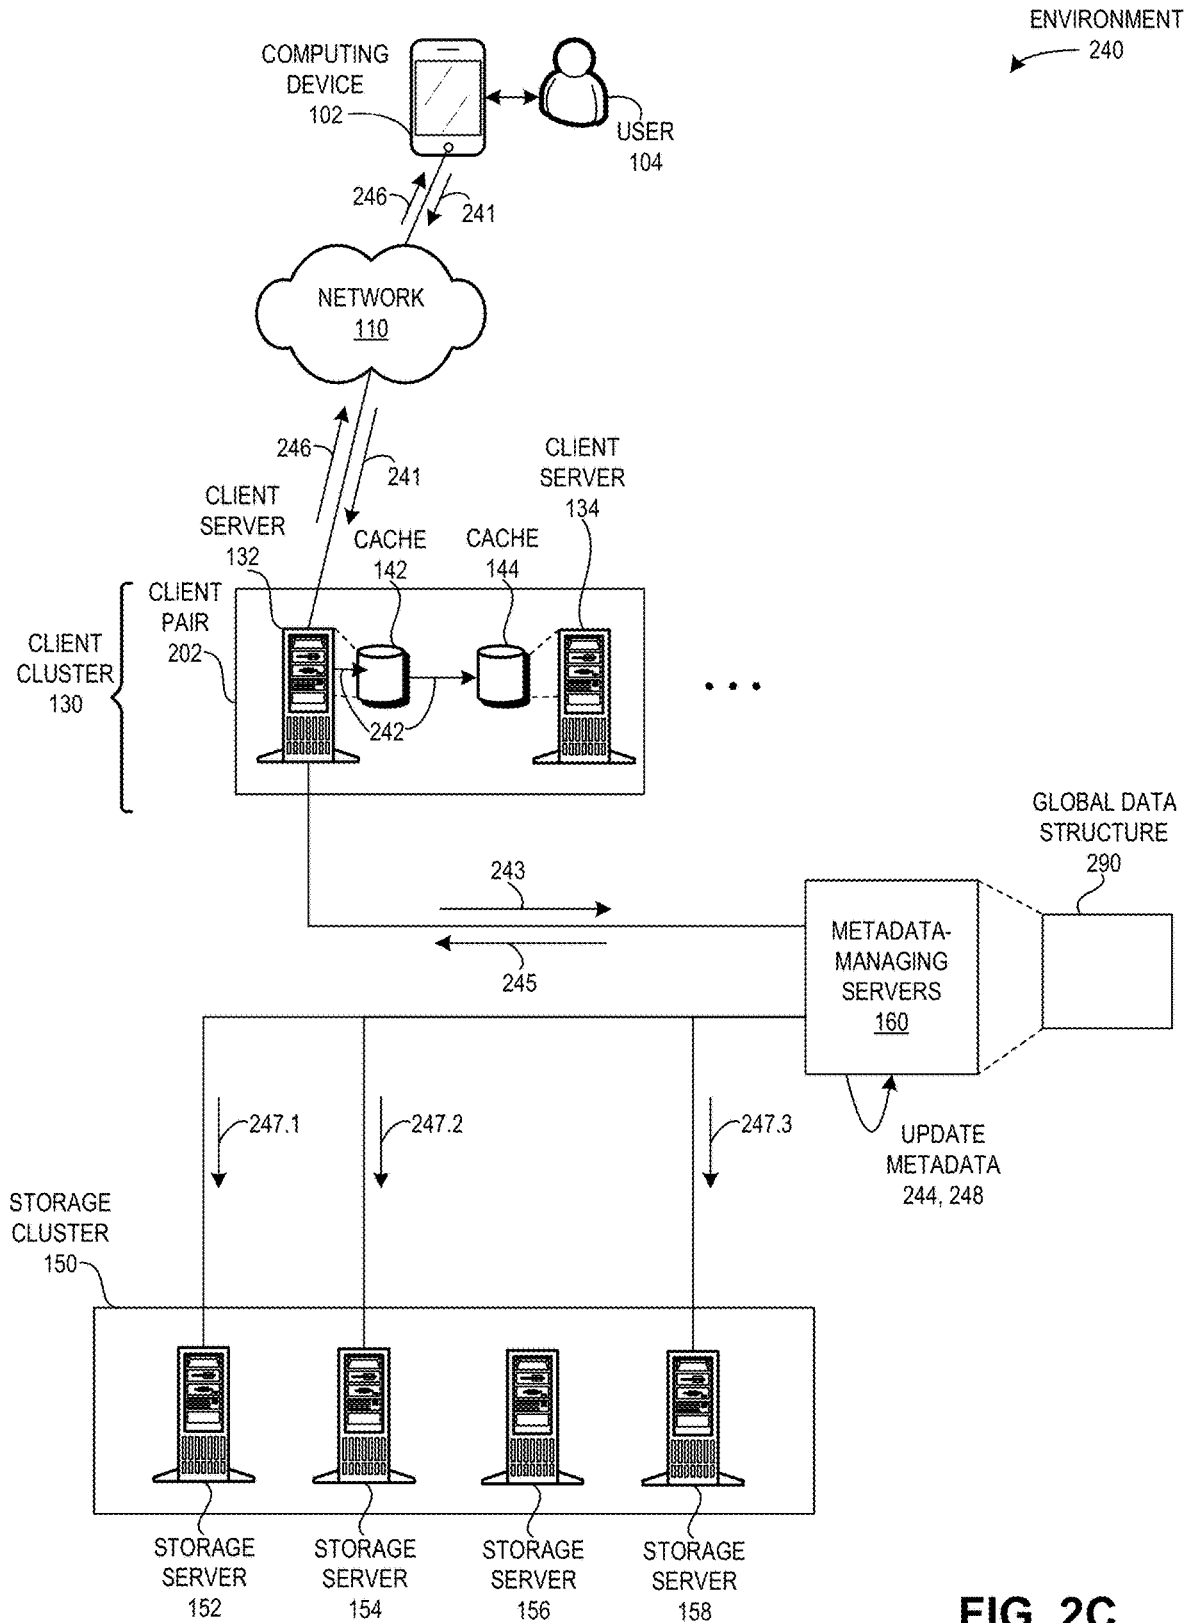 ENVIRONMENT
240
COMPUTING
DEVICE
102
USER
104
246
241
NETWORK
110
246
241
CLIENT
SERVER
134
CLIENT
SERVER
132
CACHE
142
CACHE
144
CLIENT
PAIR
202
CLIENT
CLUSTER
130
242
• • •
GLOBAL DATA
STRUCTURE
290
243
245
METADATA-
MANAGING
SERVERS
160
247.1
247.2
247.3
UPDATE
METADATA
244, 248
STORAGE
CLUSTER
150
STORAGE
SERVER
152
STORAGE
SERVER
154
STORAGE
SERVER
156
STORAGE
SERVER
158
FIG. 2C